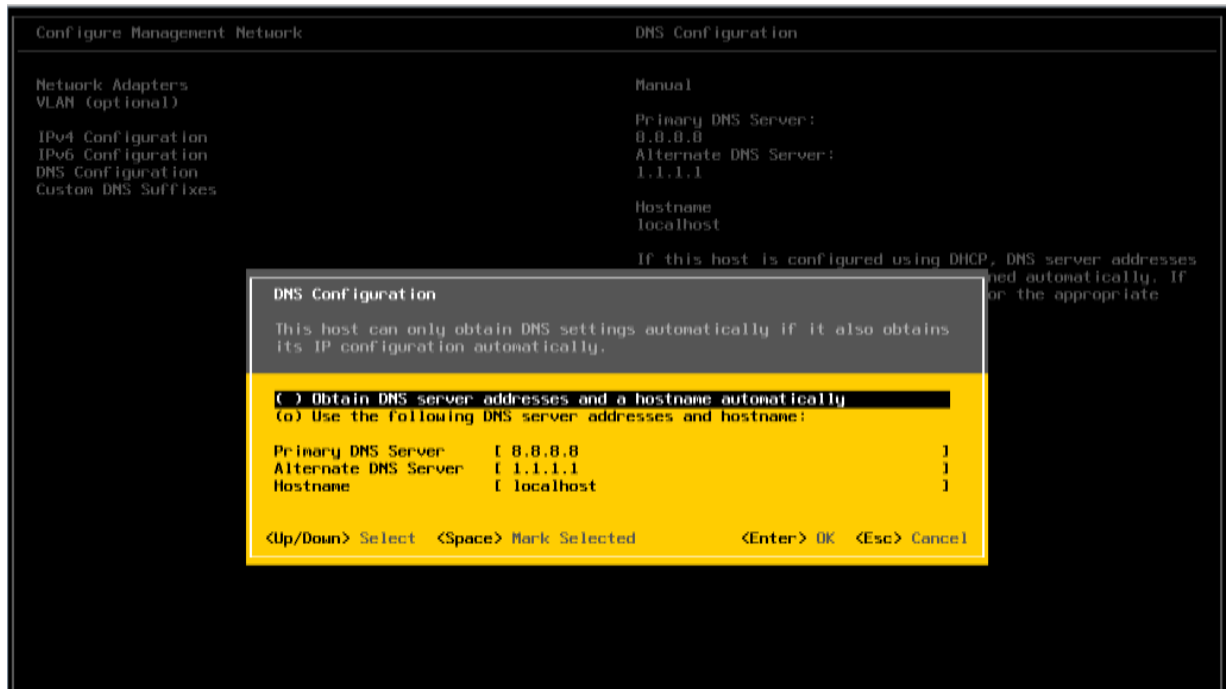 Configure Management Network
DNS Configuration
Network Adapters
VLAN (optional)
IPv4 Configuration
IPv6 Configuration
DNS Configuration
Custom DNS Suffixes
Manual
Primary DNS Server:
8.8.8.8
Alternate DNS Server:
1.1.1.1
Hostname
localhost
If this host is configured using DHCP, DNS server addresses
ned automatically. If
or the appropriate
DNS Configuration
This host can only obtain DNS settings automatically if it also obtains
its IP configuration automatically.
( ) Obtain DNS server addresses and a hostname automatically
(o) Use the following DNS server addresses and hostname:
Primary DNS Server [ 8.8.8.8 ]
Alternate DNS Server [ 1.1.1.1 ]
Hostname [ localhost ]
<Up/Down> Select <Space> Mark Selected <Enter> OK <Esc> Cancel